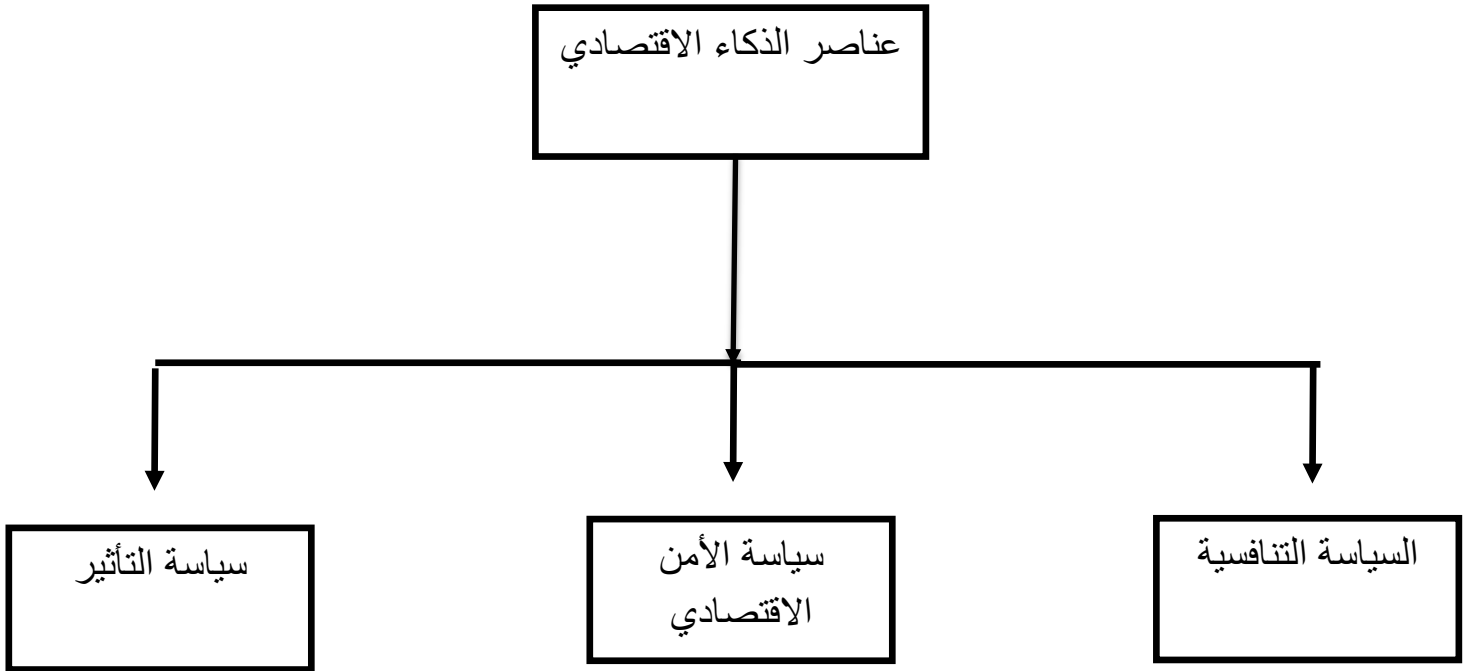 عناصر الذكاء الاقتصادي
السياسة التنافسية
سياسة الأمن
الاقتصادي
سياسة التأثير